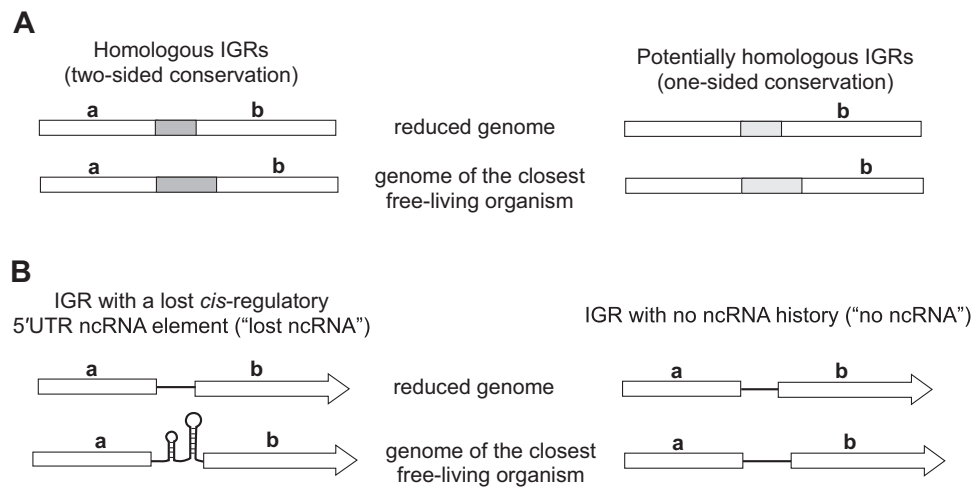 A
Homologous IGRs
(two-sided conservation)
Potentially homologous IGRs
(one-sided conservation)
a b
reduced genome
b
a b
genome of the closest
free-living organism
b
B
IGR with a lost cis-regulatory
5′UTR ncRNA element (“lost ncRNA”)
IGR with no ncRNA history (“no ncRNA”)
a b
reduced genome
a b
a b
genome of the closest
free-living organism
a b